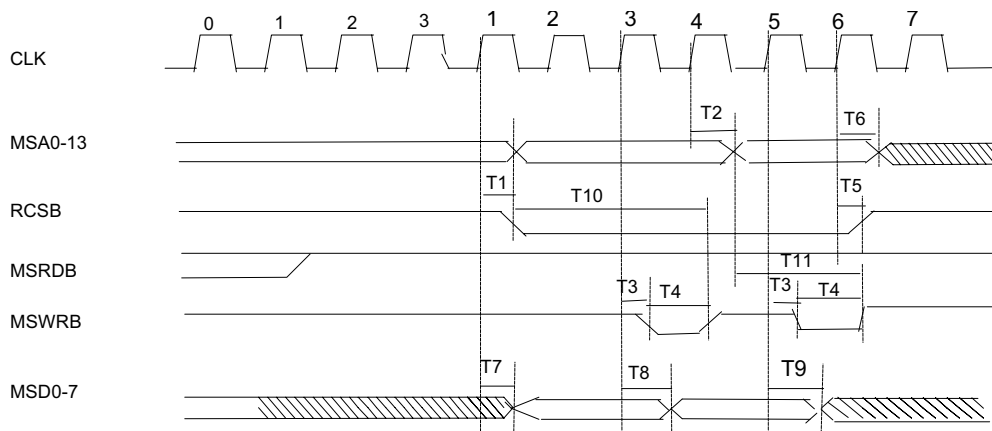 0 1 2 3 1 2 3 4 5 6 7
CLK
T2 T6
MSA0-13
T1 T10 T5
RCSB
MSRDB
T11
T3 T4 T3 T4
MSWRB
T7 T8 T9
MSD0-7